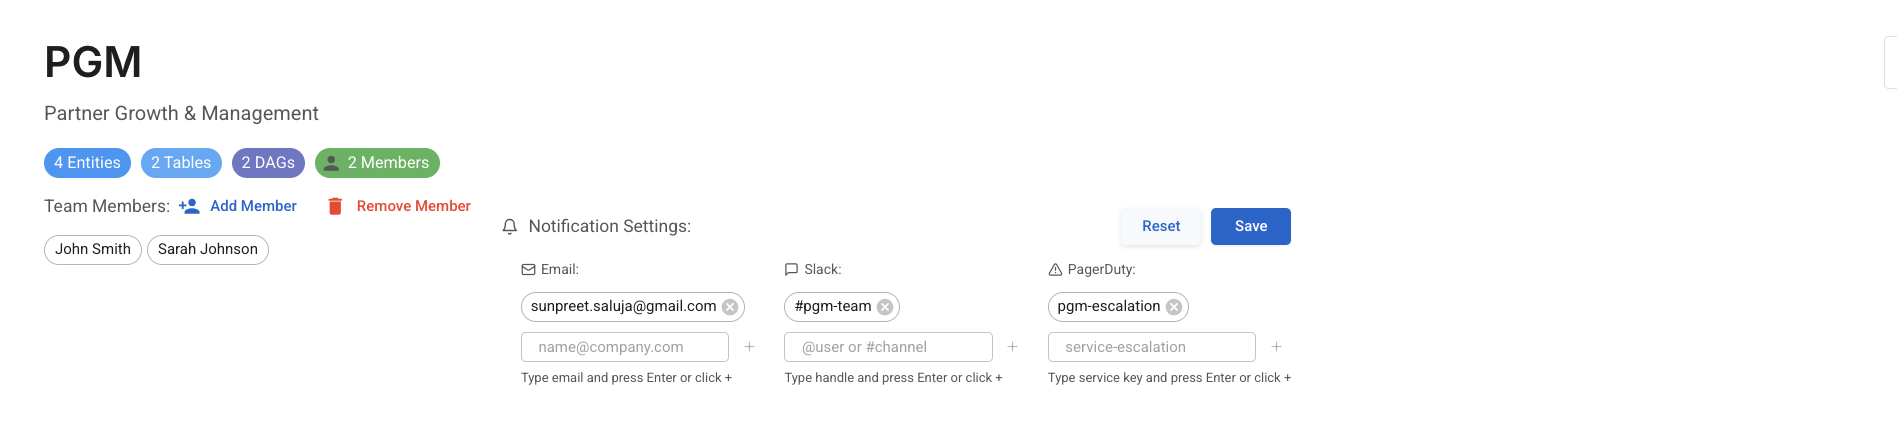 PGM
Partner Growth & Management
4 Entities 2 Tables 2 DAGs 2 Members
Team Members: Add Member Remove Member
John Smith Sarah Johnson
Notification Settings: Reset Save
Email: Slack: PagerDuty:
sunpreet.saluja@gmail.com #pgm-team pgm-escalation
name@company.com + @user or #channel + service-escalation +
Type email and press Enter or click + Type handle and press Enter or click + Type service key and press Enter or click +